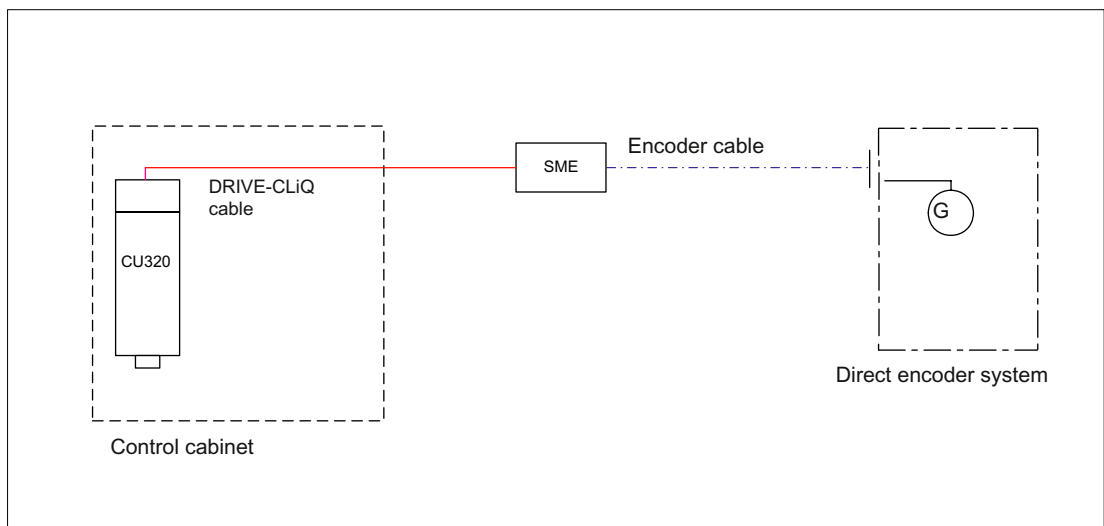 Encoder cable
SME
DRIVE-CLiQ
cable
G
CU320
Direct encoder system
Control cabinet